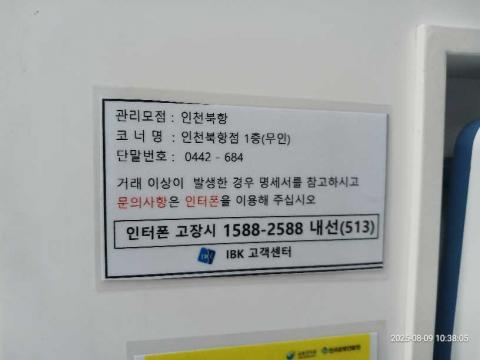 관리모점 : 인천북항
코 너 명 : 인천북항점 1층(무인)
단말번호 : 0442 - 684
거래 이상이 발생한 경우 명세서를 참고하시고
문의사항은 인터폰을 이용해 주십시오
인터폰 고장시 1588-2588 내선(513)
IBK 고객센터
2025-08-09 10:38:05